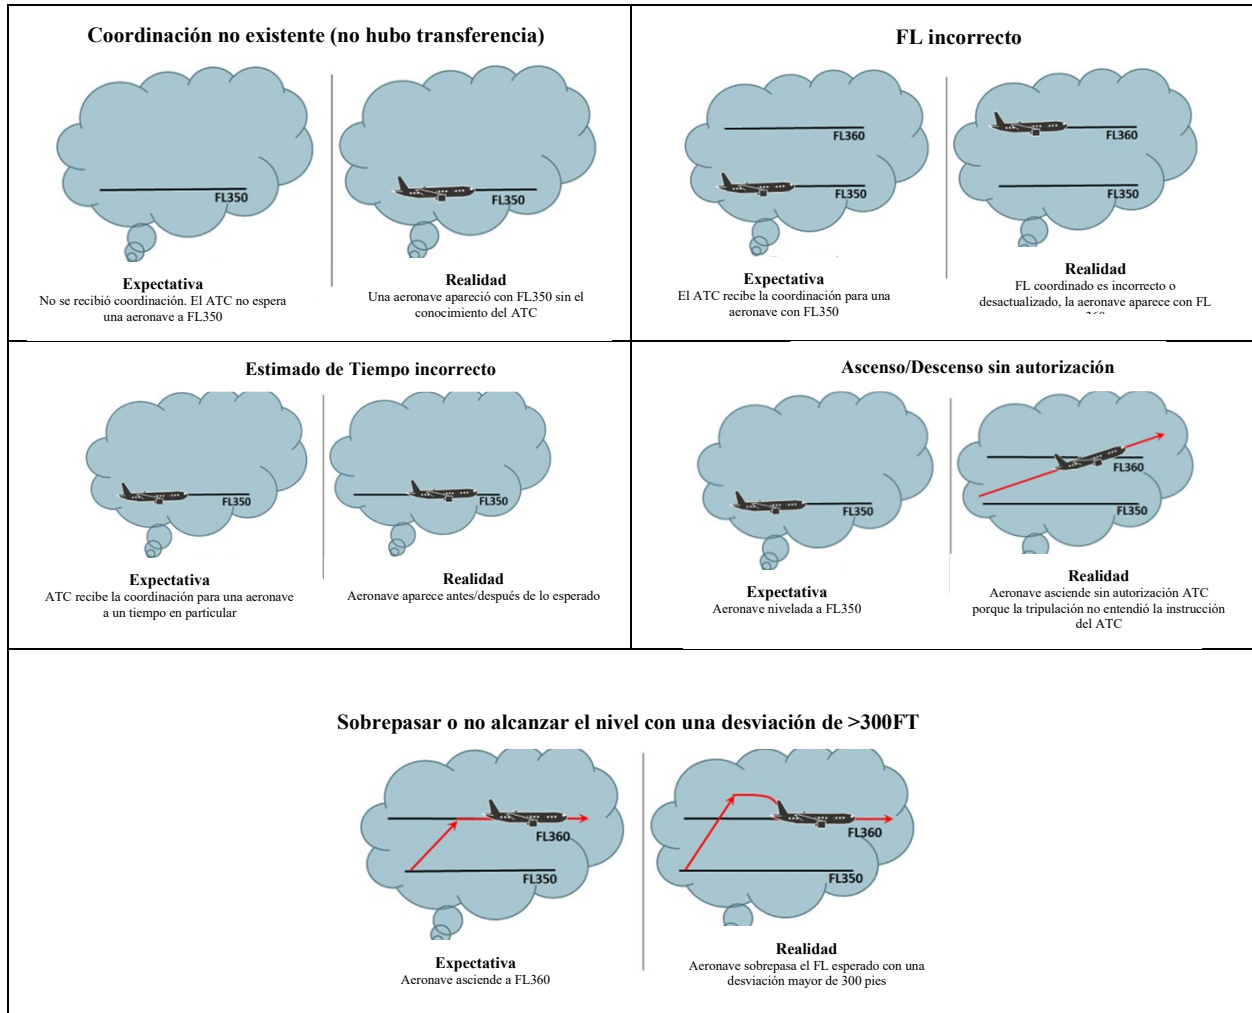 Coordinación no existente (no hubo transferencia)
FL350
FL350
Expectativa
No se recibió coordinación. El ATC no espera
una aeronave a FL350
Realidad
Una aeronave apareció con FL350 sin el
conocimiento del ATC
FL incorrecto
FL360
FL350
FL360
FL350
Expectativa
El ATC recibe la coordinación para una
aeronave con FL350
Realidad
FL coordinado es incorrecto o
desactualizado, la aeronave aparece con FL
Estimado de Tiempo incorrecto
FL350
FL350
Expectativa
ATC recibe la coordinación para una aeronave
a un tiempo en particular
Realidad
Aeronave aparece antes/después de lo esperado
Ascenso/Descenso sin autorización
FL350
FL360
FL350
Expectativa
Aeronave nivelada a FL350
Realidad
Aeronave asciende sin autorización ATC
porque la tripulación no entendió la instrucción
del ATC
Sobrepasar o no alcanzar el nivel con una desviación de >300FT
FL360
FL350
FL360
FL350
Expectativa
Aeronave asciende a FL360
Realidad
Aeronave sobrepasa el FL esperado con una
desviación mayor de 300 pies